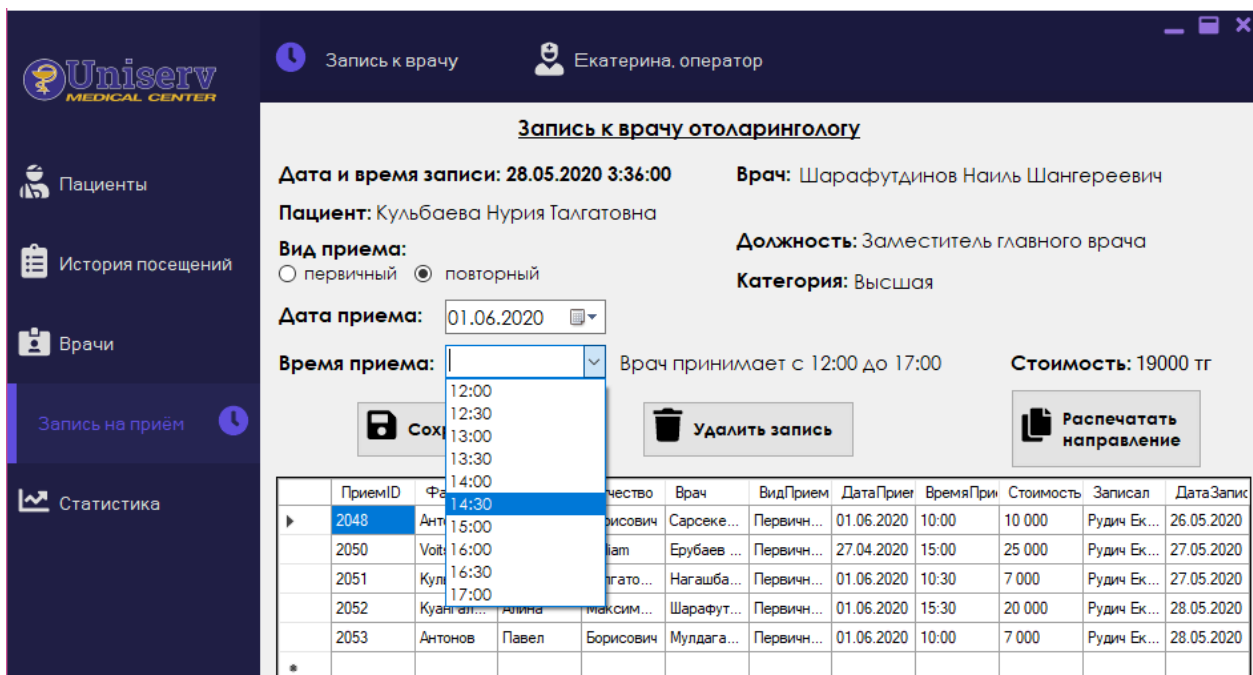 Uniserv
MEDICAL CENTER
Запись к врачу
Екатерина, оператор
Пациенты
История посещений
Врачи
Запись на приём
Статистика
Запись к врачу отоларингологу
Дата и время записи: 28.05.2020 3:36:00
Врач: Шарафутдинов Наиль Шангереевич
Пациент: Кульбаева Нурия Талгатовна
Вид приема:
первичный повторный
Должность: Заместитель главного врача
Категория: Высшая
Дата приема: 01.06.2020
Время приема: Врач принимает с 12:00 до 17:00 Стоимость: 19000 тг
12:00
12:30
13:00
13:30
14:00
14:30
15:00
16:00
16:30
17:00
Удалить запись
Распечатать
направление
ПриемID Врач ВидПрием ДатаПрием ВремяПри Стоимость Записал ДатаЗапис
2048 Сарсеке... Первичн... 01.06.2020 10:00 10 000 Рудич Ек... 26.05.2020
2050 Ерубаев ... Первичн... 27.04.2020 15:00 25 000 Рудич Ек... 27.05.2020
2051 Нагашба... Первичн... 01.06.2020 10:30 7 000 Рудич Ек... 27.05.2020
2052 Алина Максим... Шарафут... Первичн... 01.06.2020 15:30 20 000 Рудич Ек... 28.05.2020
2053 Антонов Павел Борисович Мулдага... Первичн... 01.06.2020 10:00 7 000 Рудич Ек... 28.05.2020